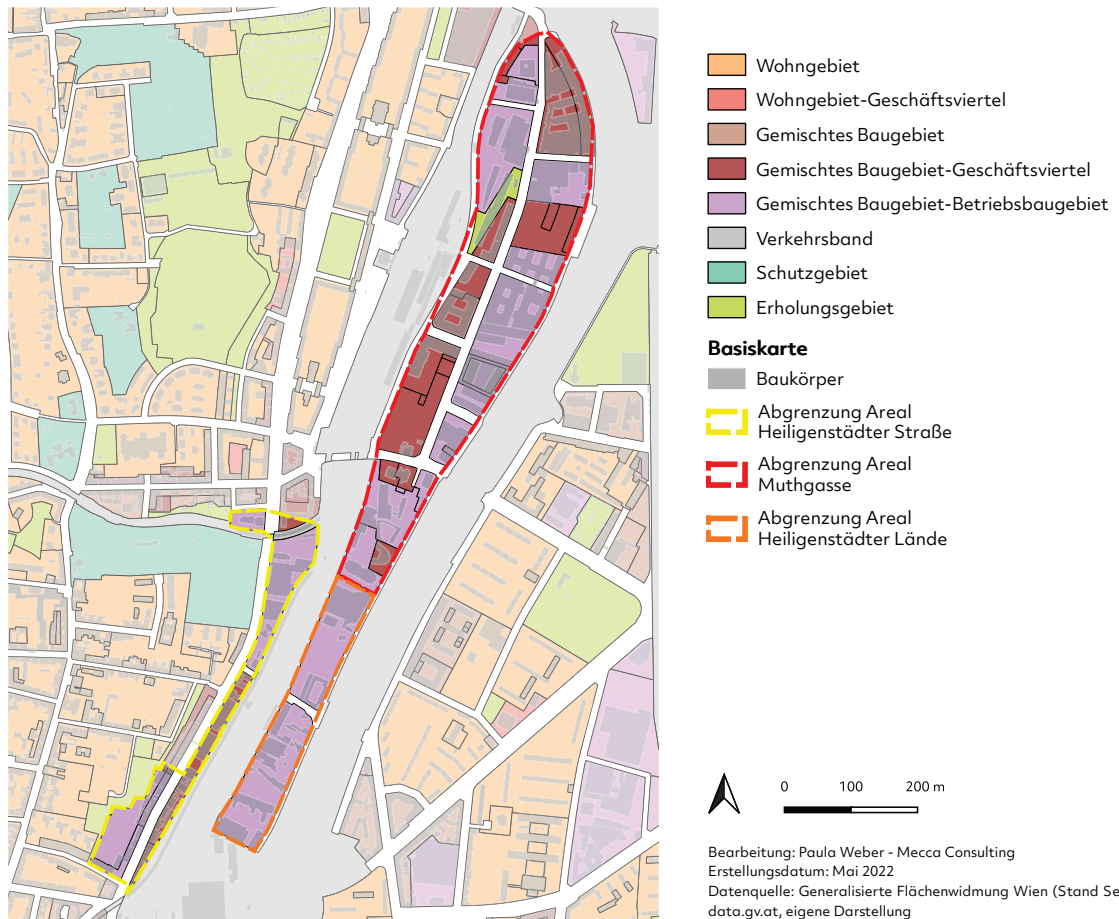 Wohngebiet
Wohngebiet-Geschäftsviertel
Gemischtes Baugebiet
Gemischtes Baugebiet-Geschäftsviertel
Gemischtes Baugebiet-Betriebsbaugebiet
Verkehrsband
Schutzgebiet
Erholungsgebiet
Basiskarte
Baukörper
Abgrenzung Areal
Heiligenstädter Straße
Abgrenzung Areal
Muthgasse
Abgrenzung Areal
Heiligenstädter Lände
0 100 200 m
Bearbeitung: Paula Weber - Mecca Consulting
Erstellungsdatum: Mai 2022
Datenquelle: Generalisierte Flächenwidmung Wien (Stand Se
data.gv.at, eigene Darstellung